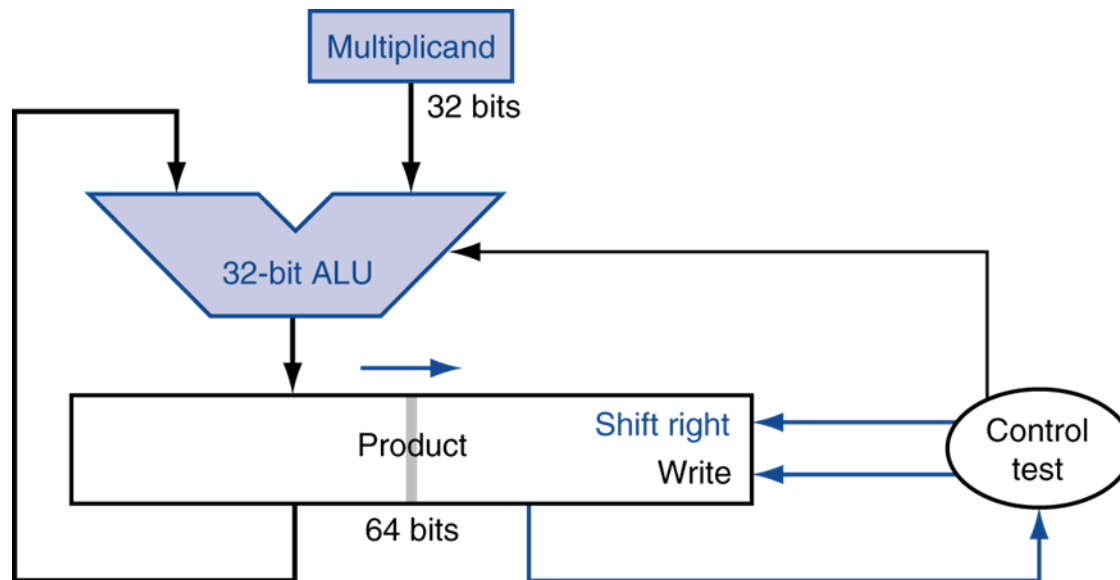 Multiplicand
32 bits
32-bit ALU
Product
Shift right
Write
64 bits
Control
test